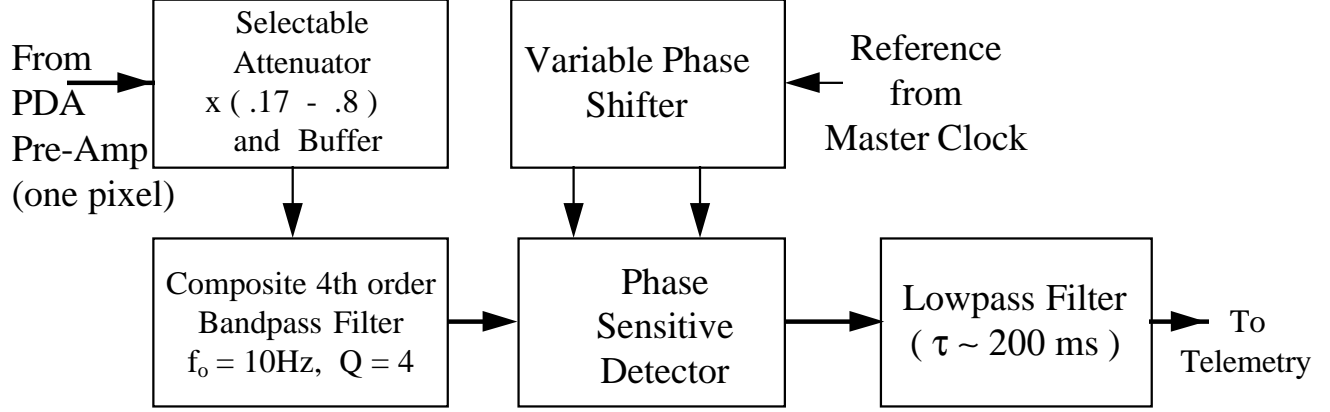 From
PDA
Pre-Amp
(one pixel)
Selectable
Attenuator
x ( .17 - .8 )
and Buffer
Variable Phase
Shifter
Reference
from
Master Clock
Composite 4th order
Bandpass Filter
fₒ = 10Hz, Q = 4
Phase
Sensitive
Detector
Lowpass Filter
( τ ~ 200 ms )
To
Telemetry